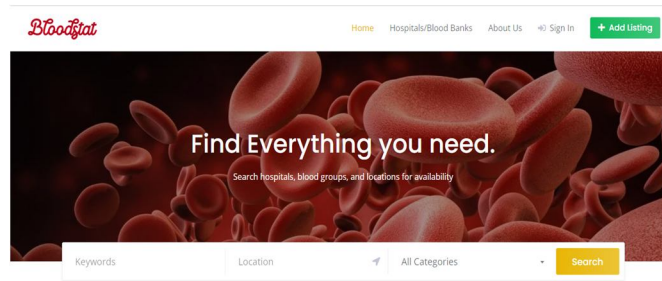 Bloodstat
Home Hospitals/Blood Banks About Us Sign In + Add Listing
Find Everything you need.
Search hospitals, blood groups, and locations for availability
Keywords Location All Categories Search